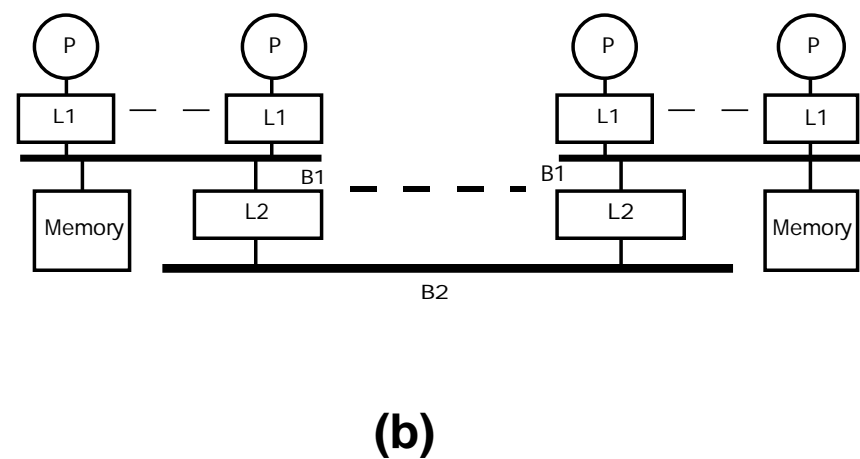 P P P P
L1 L1 L1 L1
B1 B1
Memory L2 L2 Memory
B2
(b)